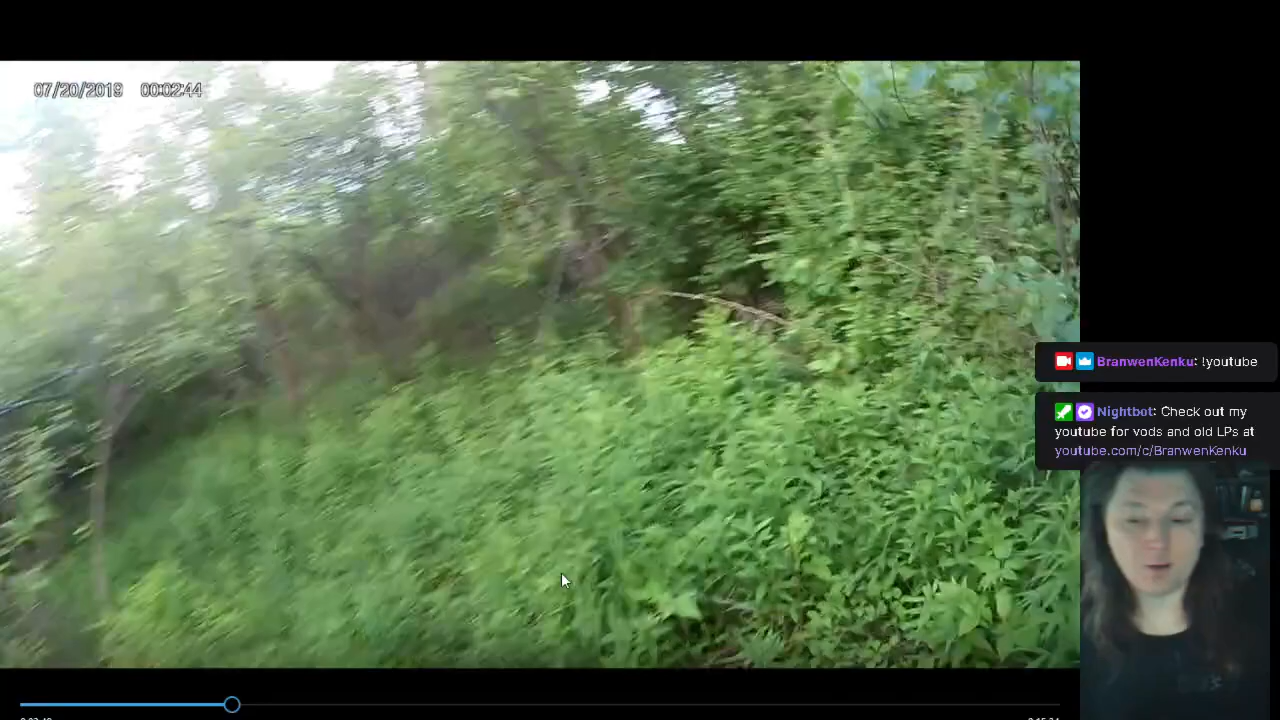 07/20/2019 00:02:44
BranwenKenku: !youtube
Nightbot: Check out my
youtube for vods and old LPs at
youtube.com/c/BranwenKenku